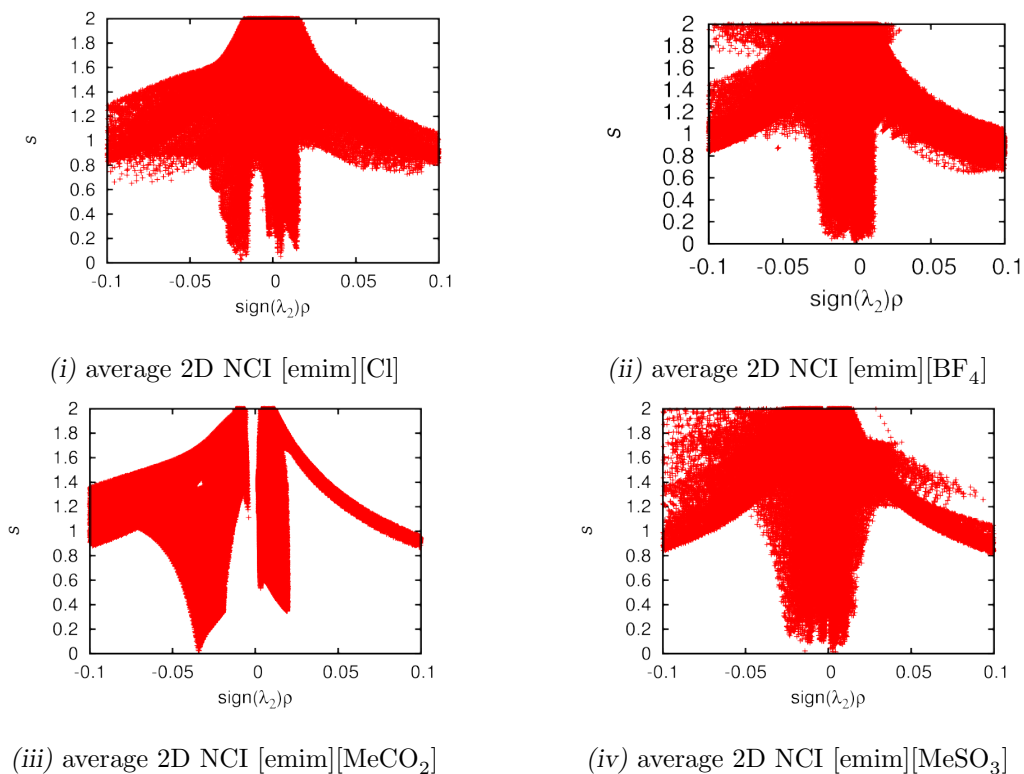 2
1.8
1.6
1.4
1.2
1
0.8
0.6
0.4
0.2
0
s
-0.1 -0.05 0 0.05 0.1
sign(λ₂)ρ
(i) average 2D NCI [emim][Cl]
2
1.8
1.6
1.4
1.2
1
0.8
0.6
0.4
0.2
0
s
-0.1 -0.05 0 0.05 0.1
sign(λ₂)ρ
(ii) average 2D NCI [emim][BF₄]
2
1.8
1.6
1.4
1.2
1
0.8
0.6
0.4
0.2
0
s
-0.1 -0.05 0 0.05 0.1
sign(λ₂)ρ
(iii) average 2D NCI [emim][MeCO₂]
2
1.8
1.6
1.4
1.2
1
0.8
0.6
0.4
0.2
0
s
-0.1 -0.05 0 0.05 0.1
sign(λ₂)ρ
(iv) average 2D NCI [emim][MeSO₃]